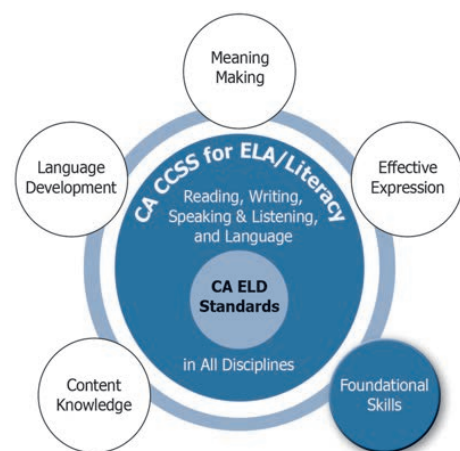 Meaning
Making
Language
Development
Effective
Expression
CA CCSS for ELA/Literacy
Reading, Writing,
Speaking & Listening,
and Language
CA ELD
Standards
in All Disciplines
Content
Knowledge
Foundational
Skills